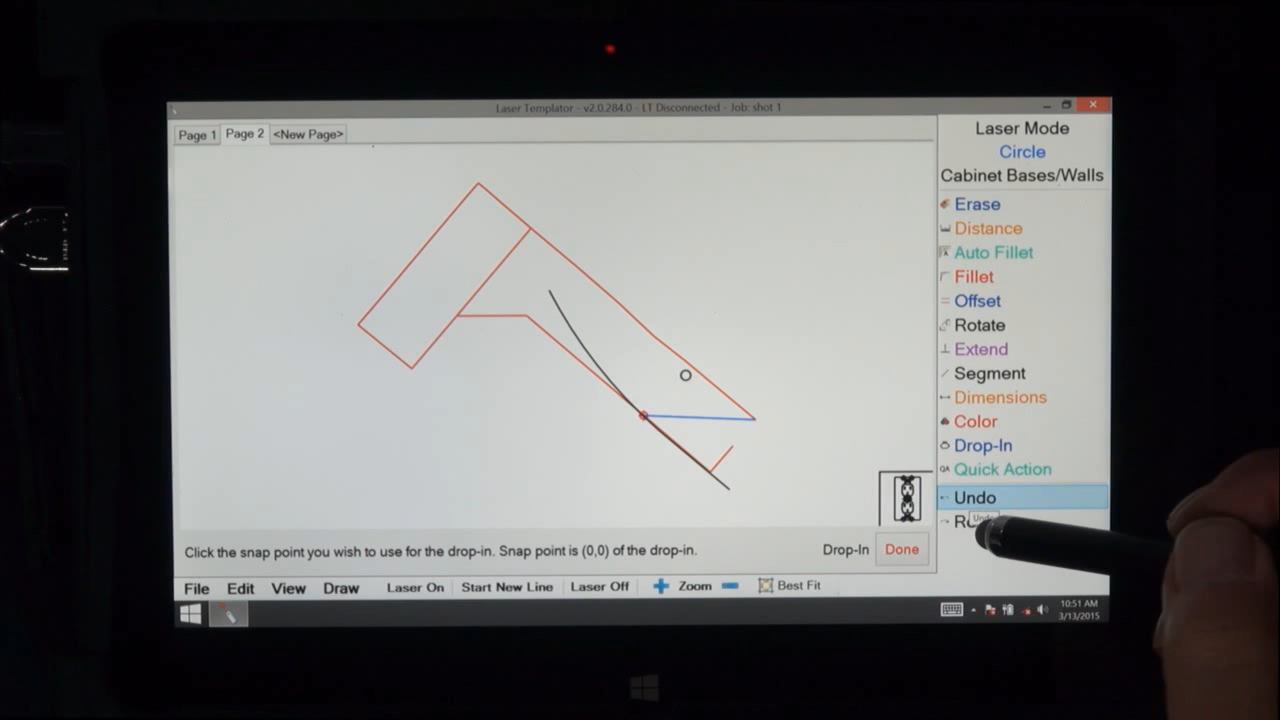 Laser Templator - v2.0.284.0 - LT Disconnected - Job: shot 1
Page 1 Page 2 <New Page>
Laser Mode
Circle
Cabinet Bases/Walls
Erase
Distance
Auto Fillet
Fillet
Offset
Rotate
Extend
Segment
Dimensions
Color
Drop-In
QA Quick Action
Undo
Click the snap point you wish to use for the drop-in. Snap point is (0,0) of the drop-in. Drop-In Done
File Edit View Draw Laser On Start New Line Laser Off Zoom Best Fit
10:51 AM
3/13/2015